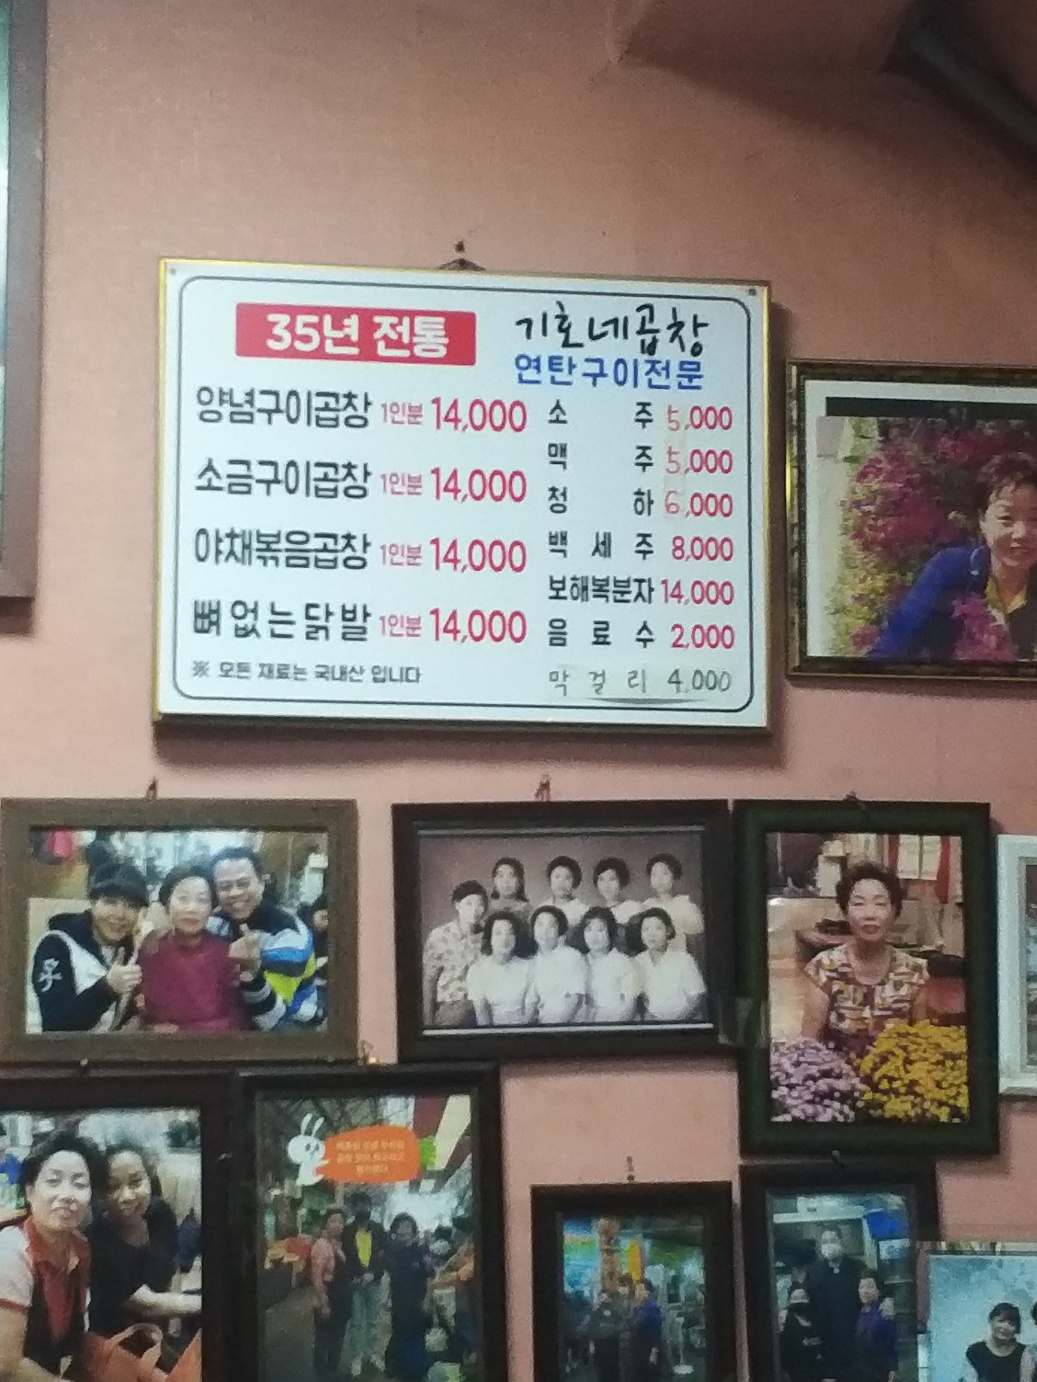 35년 전통
기호네곱창
연탄구이전문
양념구이곱창 1인분 14,000
소금구이곱창 1인분 14,000
야채볶음곱창 1인분 14,000
뼈없는닭발 1인분 14,000
※ 모든 재료는 국내산 입니다
소 주 5,000
맥 주 5,000
청 하 6,000
백 세 주 8,000
보해복분자 14,000
음 료 수 2,000
막 걸 리 4,000